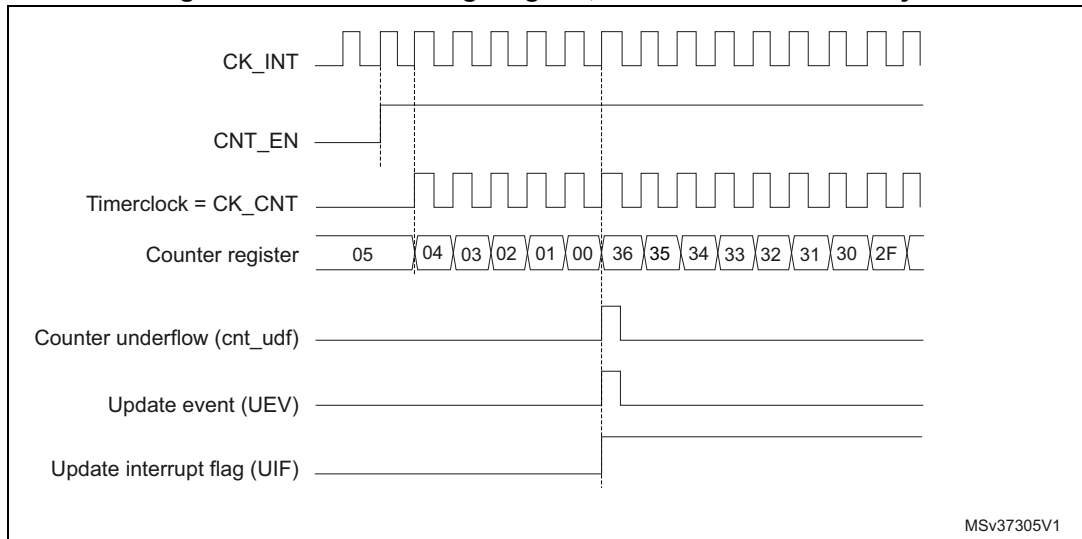 CK_INT
CNT_EN
Timerclock = CK_CNT
Counter register 05 04 03 02 01 00 36 35 34 33 32 31 30 2F
Counter underflow (cnt_udf)
Update event (UEV)
Update interrupt flag (UIF)
MSv37305V1